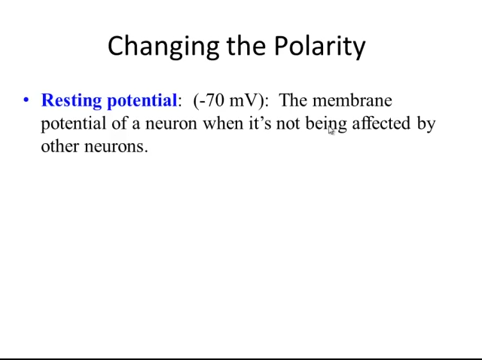 Changing the Polarity
• Resting potential: (-70 mV): The membrane
potential of a neuron when it's not being affected by
other neurons.